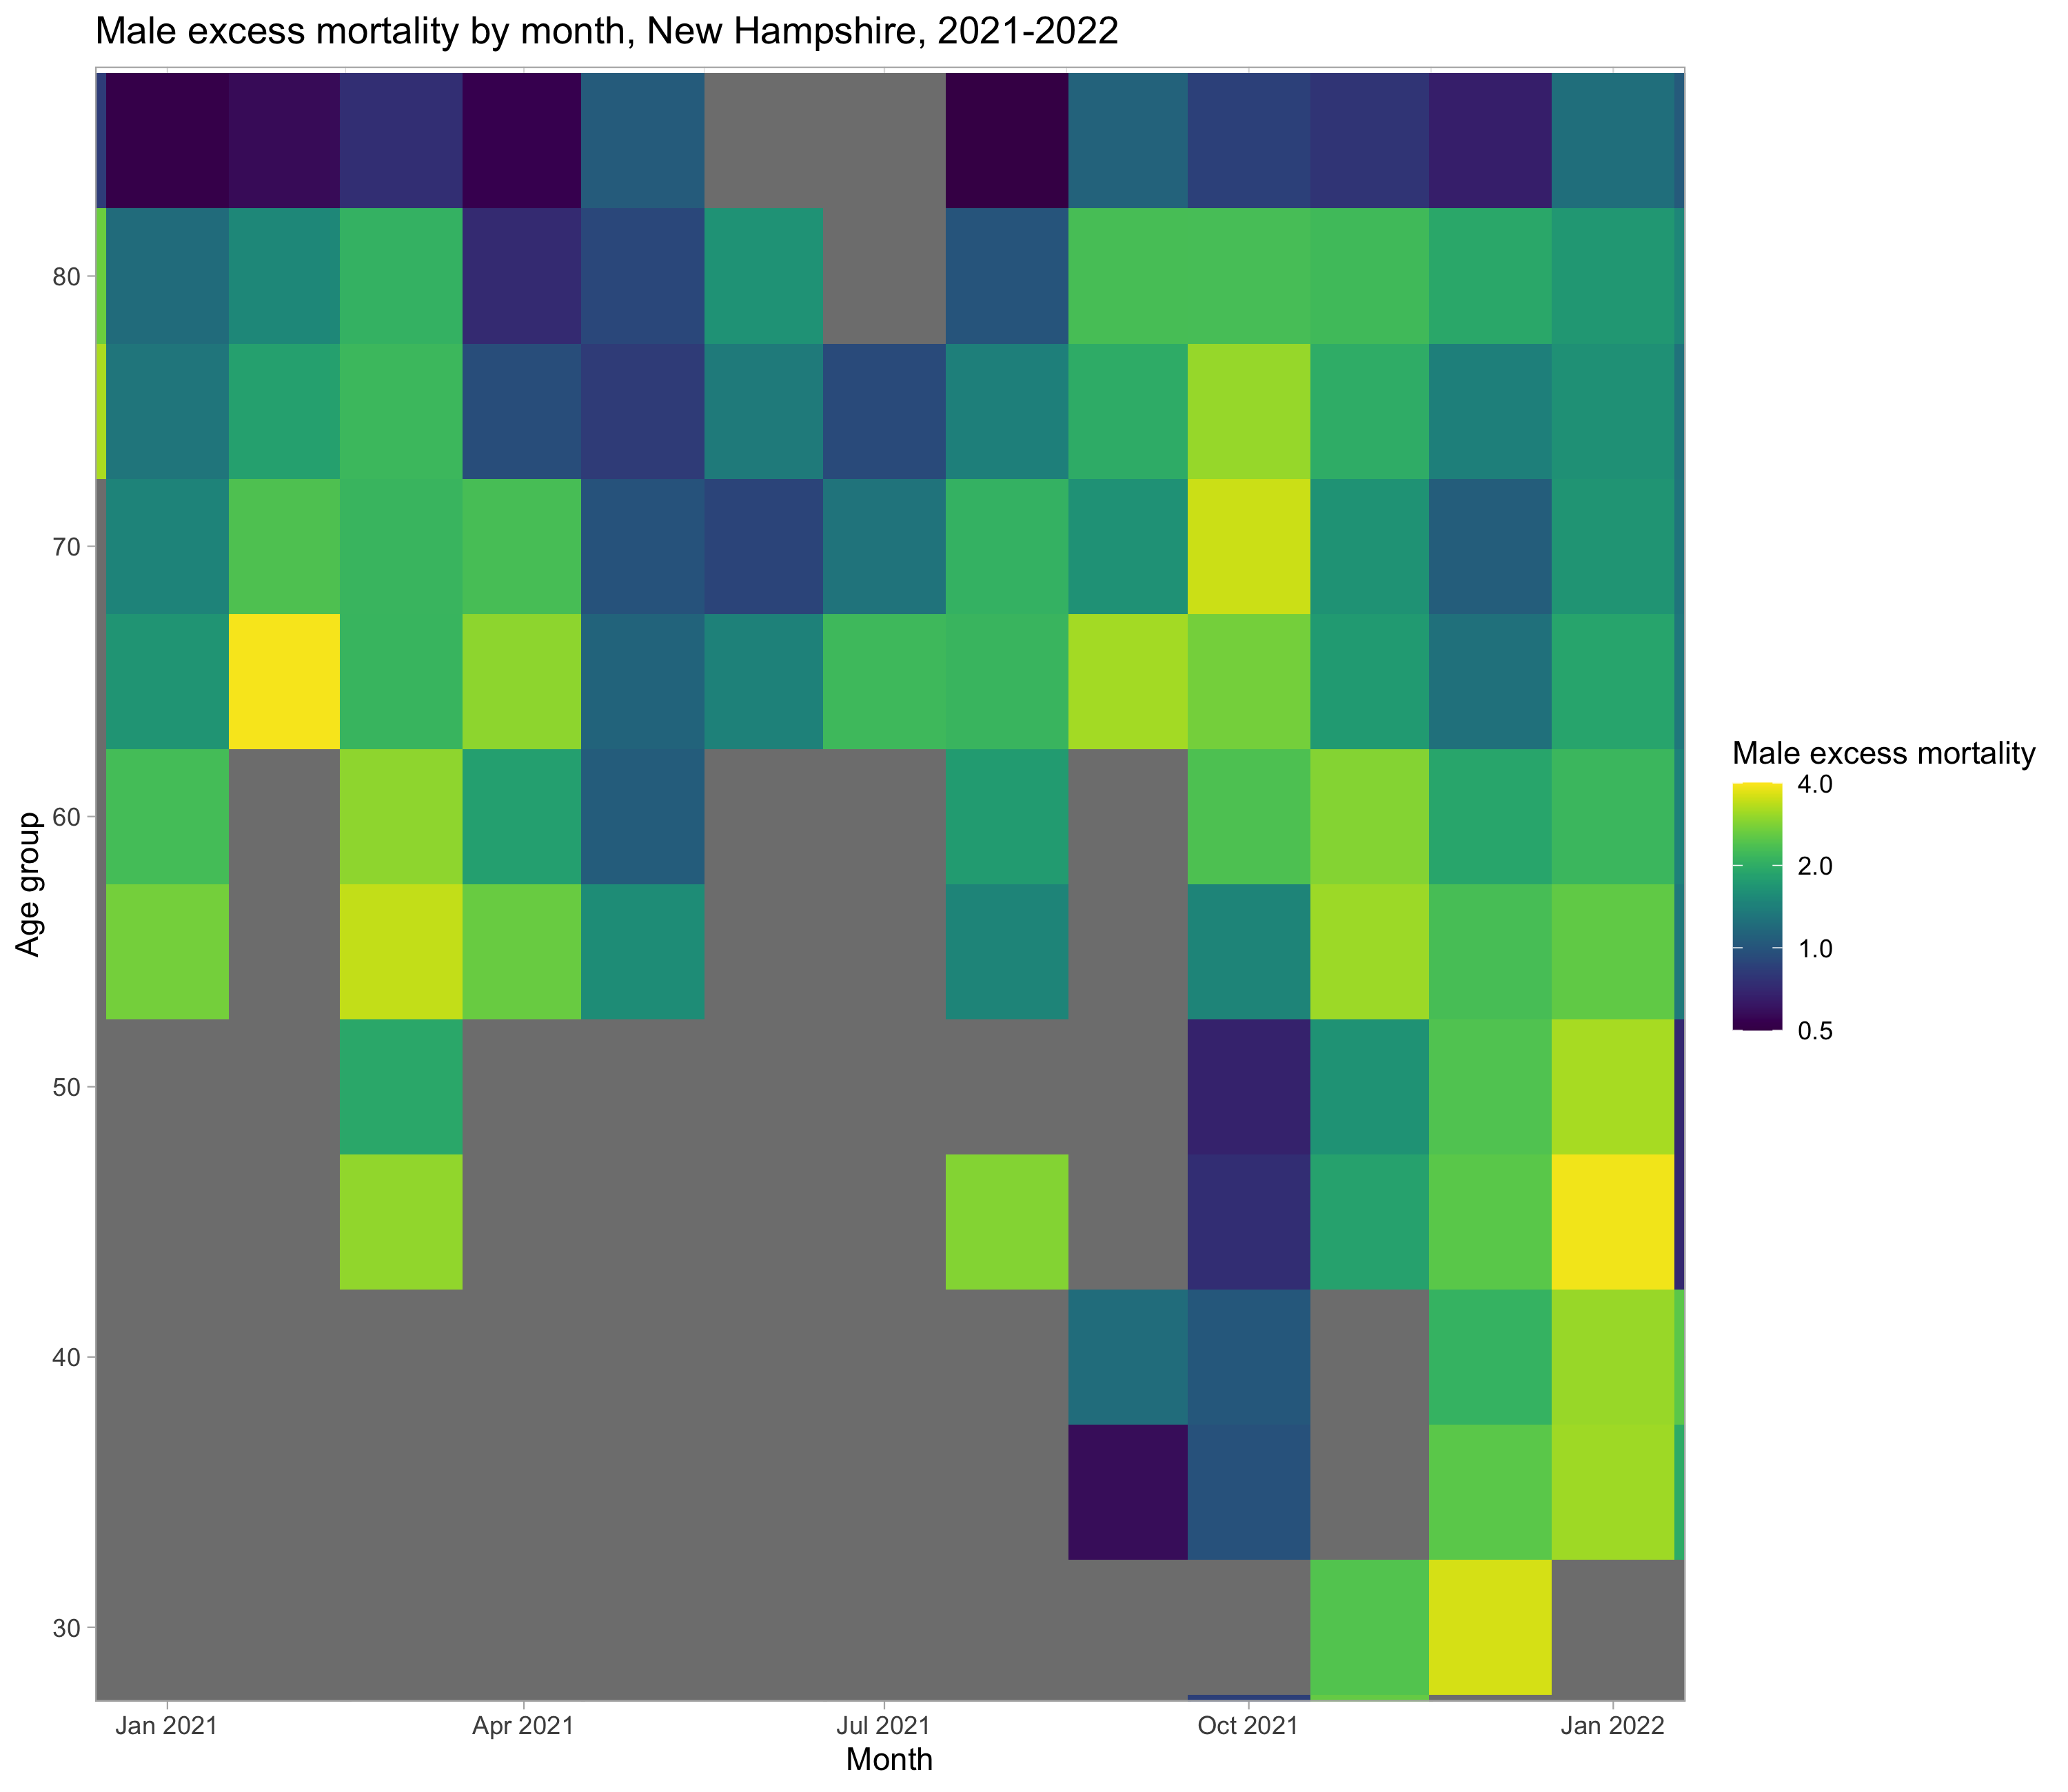 Male excess mortality by month, New Hampshire, 2021-2022
Age group
80
70
60
50
40
30
Jan 2021
Apr 2021
Jul 2021
Oct 2021
Jan 2022
Month
Male excess mortality
4.0
2.0
1.0
0.5